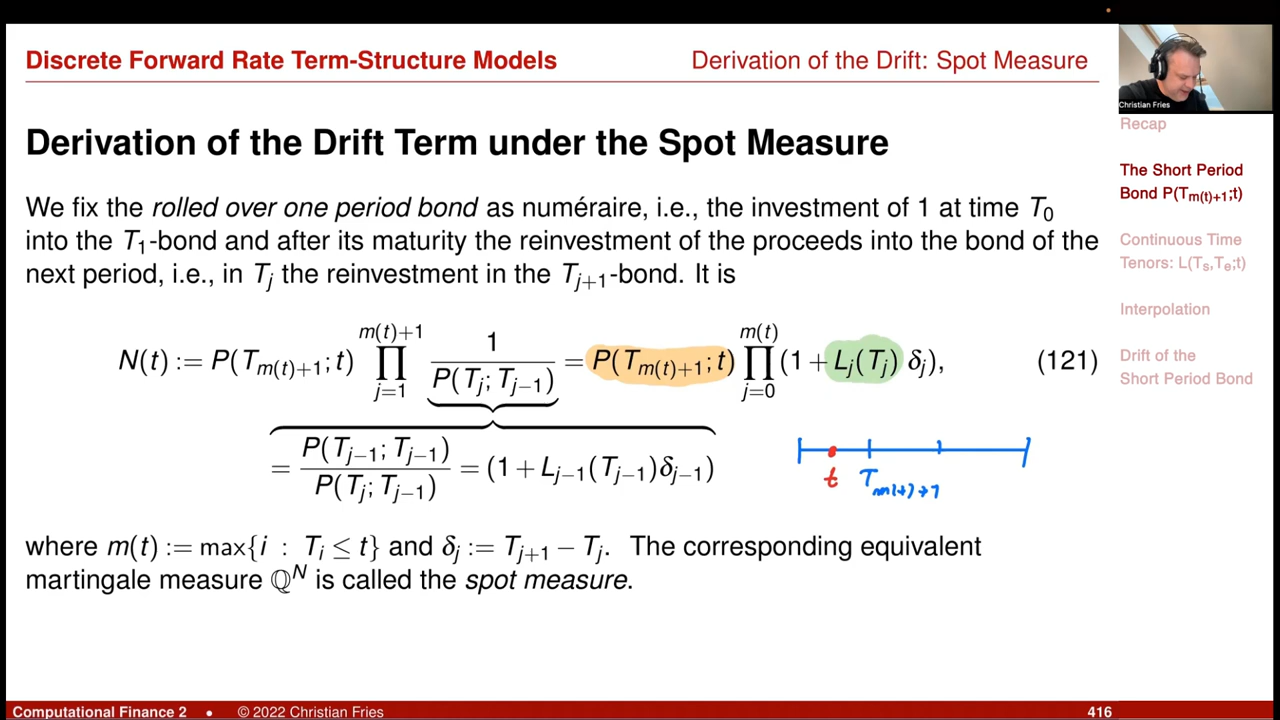 Discrete Forward Rate Term-Structure Models
Derivation of the Drift: Spot Measure
Christian Fries
Recap
The Short Period
Bond P(T_{m(t)+1};t)
Continuous Time
Tenors: L(T_s,T_e;t)
Interpolation
Drift of the
Short Period Bond
Derivation of the Drift Term under the Spot Measure
We fix the rolled over one period bond as numéraire, i.e., the investment of 1 at time T_0
into the T_1-bond and after its maturity the reinvestment of the proceeds into the bond of the
next period, i.e., in T_j the reinvestment in the T_{j+1}-bond. It is
N(t) := P(T_{m(t)+1};t) ∏_{j=1}^{m(t)+1} 1/P(T_j;T_{j−1}) = P(T_{m(t)+1};t) ∏_{j=0}^{m(t)} (1 + L_j(T_j) δ_j), (121)
= P(T_{j−1};T_{j−1})/P(T_j;T_{j−1}) = (1 + L_{j−1}(T_{j−1})δ_{j−1})
t T_{m(t)+1}
where m(t) := max{i : T_i ≤ t} and δ_j := T_{j+1} − T_j. The corresponding equivalent
martingale measure ℚ^N is called the spot measure.
Computational Finance 2 • © 2022 Christian Fries 416